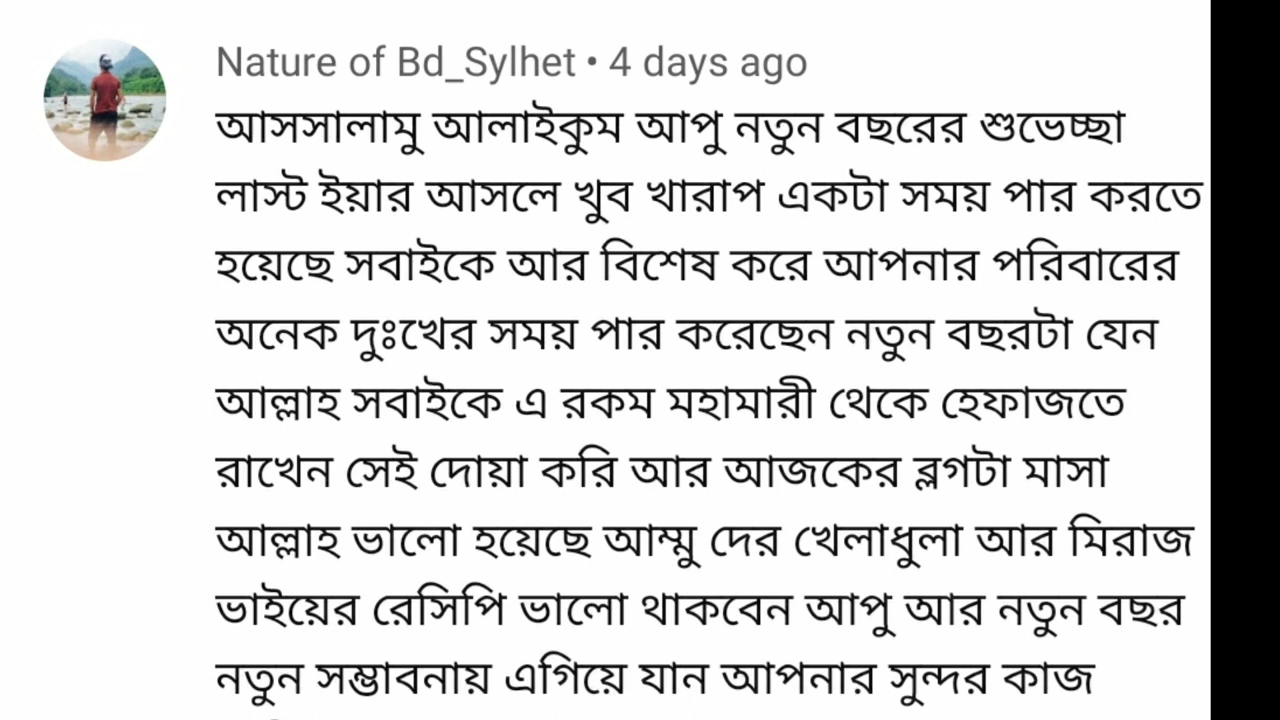 Nature of Bd_Sylhet • 4 days ago
আসসালামু আলাইকুম আপু নতুন বছরের শুভেচ্ছা
লাস্ট ইয়ার আসলে খুব খারাপ একটা সময় পার করতে
হয়েছে সবাইকে আর বিশেষ করে আপনার পরিবারের
অনেক দুঃখের সময় পার করেছেন নতুন বছরটা যেন
আল্লাহ সবাইকে এ রকম মহামারী থেকে হেফাজতে
রাখেন সেই দোয়া করি আর আজকের ব্লগটা মাসা
আল্লাহ ভালো হয়েছে আম্মু দের খেলাধুলা আর মিরাজ
ভাইয়ের রেসিপি ভালো থাকবেন আপু আর নতুন বছর
নতুন সম্ভাবনায় এগিয়ে যান আপনার সুন্দর কাজ